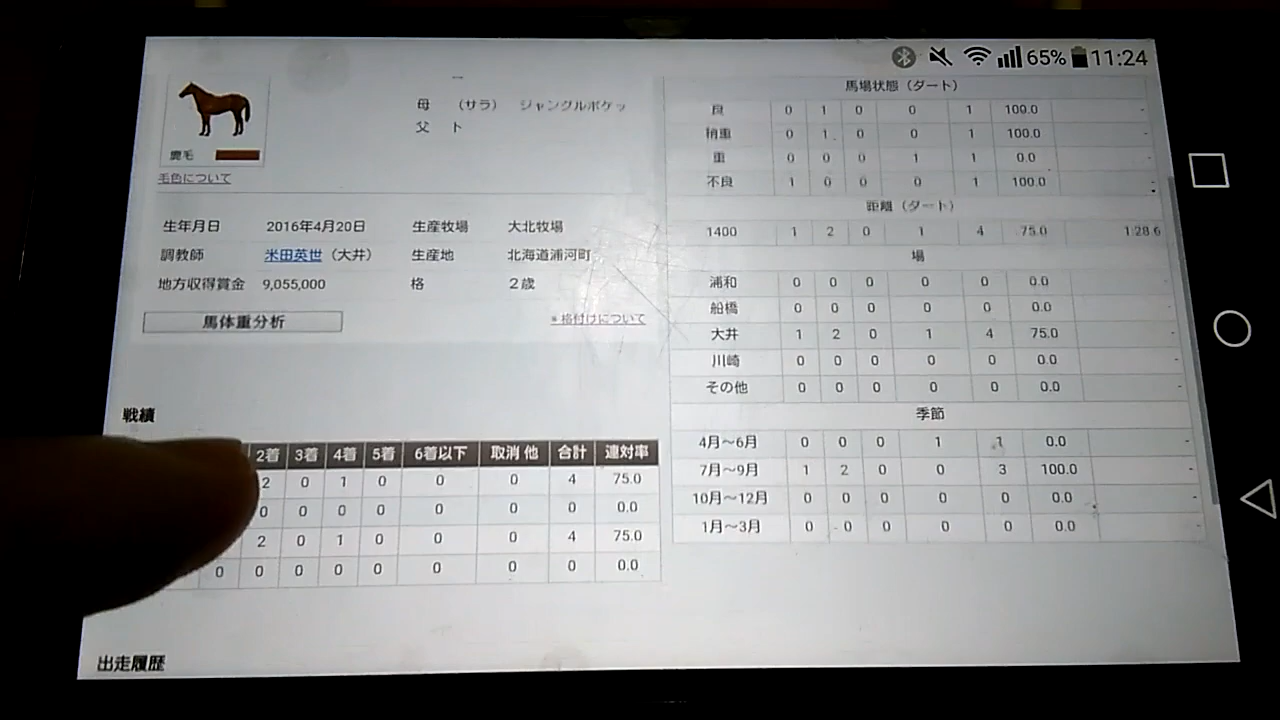 65% 11:24
母父 （サラ） ジャングルポケット
鹿毛
毛色について
生年月日 2016年4月20日 生産牧場 大北牧場
調教師 米田英世（大井） 生産地 北海道浦河町
地方収得賞金 9,055,000 格 2歳
馬体重分析
＊格付けについて
戦績
2着 3着 4着 5着 6着以下 取消 他 合計 連対率
2 0 1 0 0 0 4 75.0
0 0 0 0 0 0 0 0.0
2 0 1 0 0 0 4 75.0
0 0 0 0 0 0 0 0 0.0
出走履歴
馬場状態（ダート）
良 0 1 0 0 1 100.0 -
稍重 0 1 0 0 1 100.0 -
重 0 0 0 1 1 0.0 -
不良 1 0 0 0 1 100.0 -
距離（ダート）
1400 1 2 0 1 4 75.0 1:28.6
場
浦和 0 0 0 0 0 0.0 -
船橋 0 0 0 0 0 0.0 -
大井 1 2 0 1 4 75.0
川崎 0 0 0 0 0 0.0 -
その他 0 0 0 0 0 0.0 -
季節
4月～6月 0 0 0 1 1 0.0 -
7月～9月 1 2 0 0 3 100.0 -
10月～12月 0 0 0 0 0 0.0 -
1月～3月 0 0 0 0 0 0.0 -